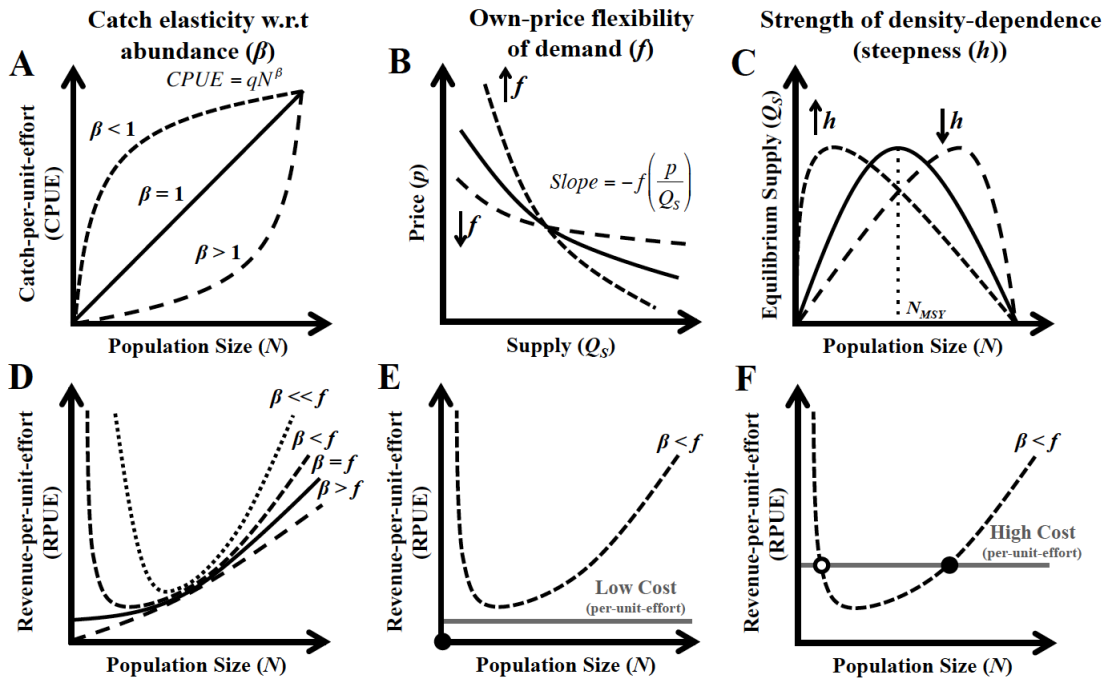 Catch elasticity w.r.t
abundance (β)
Own-price flexibility
of demand (f)
Strength of density-dependence
(steepness (h))
A
CPUE = qN^β
β < 1
β = 1
β > 1
Catch-per-unit-effort
(CPUE)
Population Size (N)
B
f
f
Slope = −f(p/Q_S)
Price (p)
Supply (Q_S)
C
h
h
N_MSY
Equilibrium Supply (Q_S)
Population Size (N)
D
β << f
β < f
β = f
β > f
Revenue-per-unit-effort
(RPUE)
Population Size (N)
E
β < f
Low Cost
(per-unit-effort)
Revenue-per-unit-effort
(RPUE)
Population Size (N)
F
β < f
High Cost
(per-unit-effort)
Revenue-per-unit-effort
(RPUE)
Population Size (N)